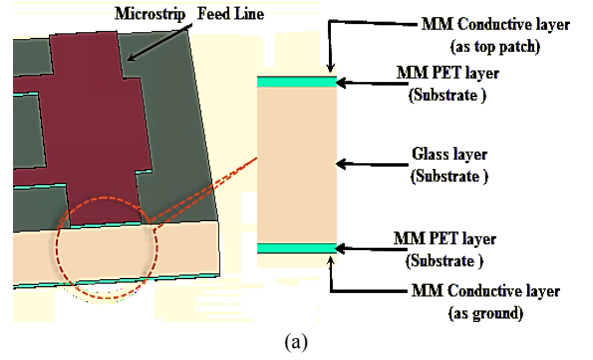 Microstrip Feed Line
MM Conductive layer
(as top patch)
MM PET layer
(Substrate )
Glass layer
(Substrate )
MM PET layer
(Substrate )
MM Conductive layer
(as ground)
(a)